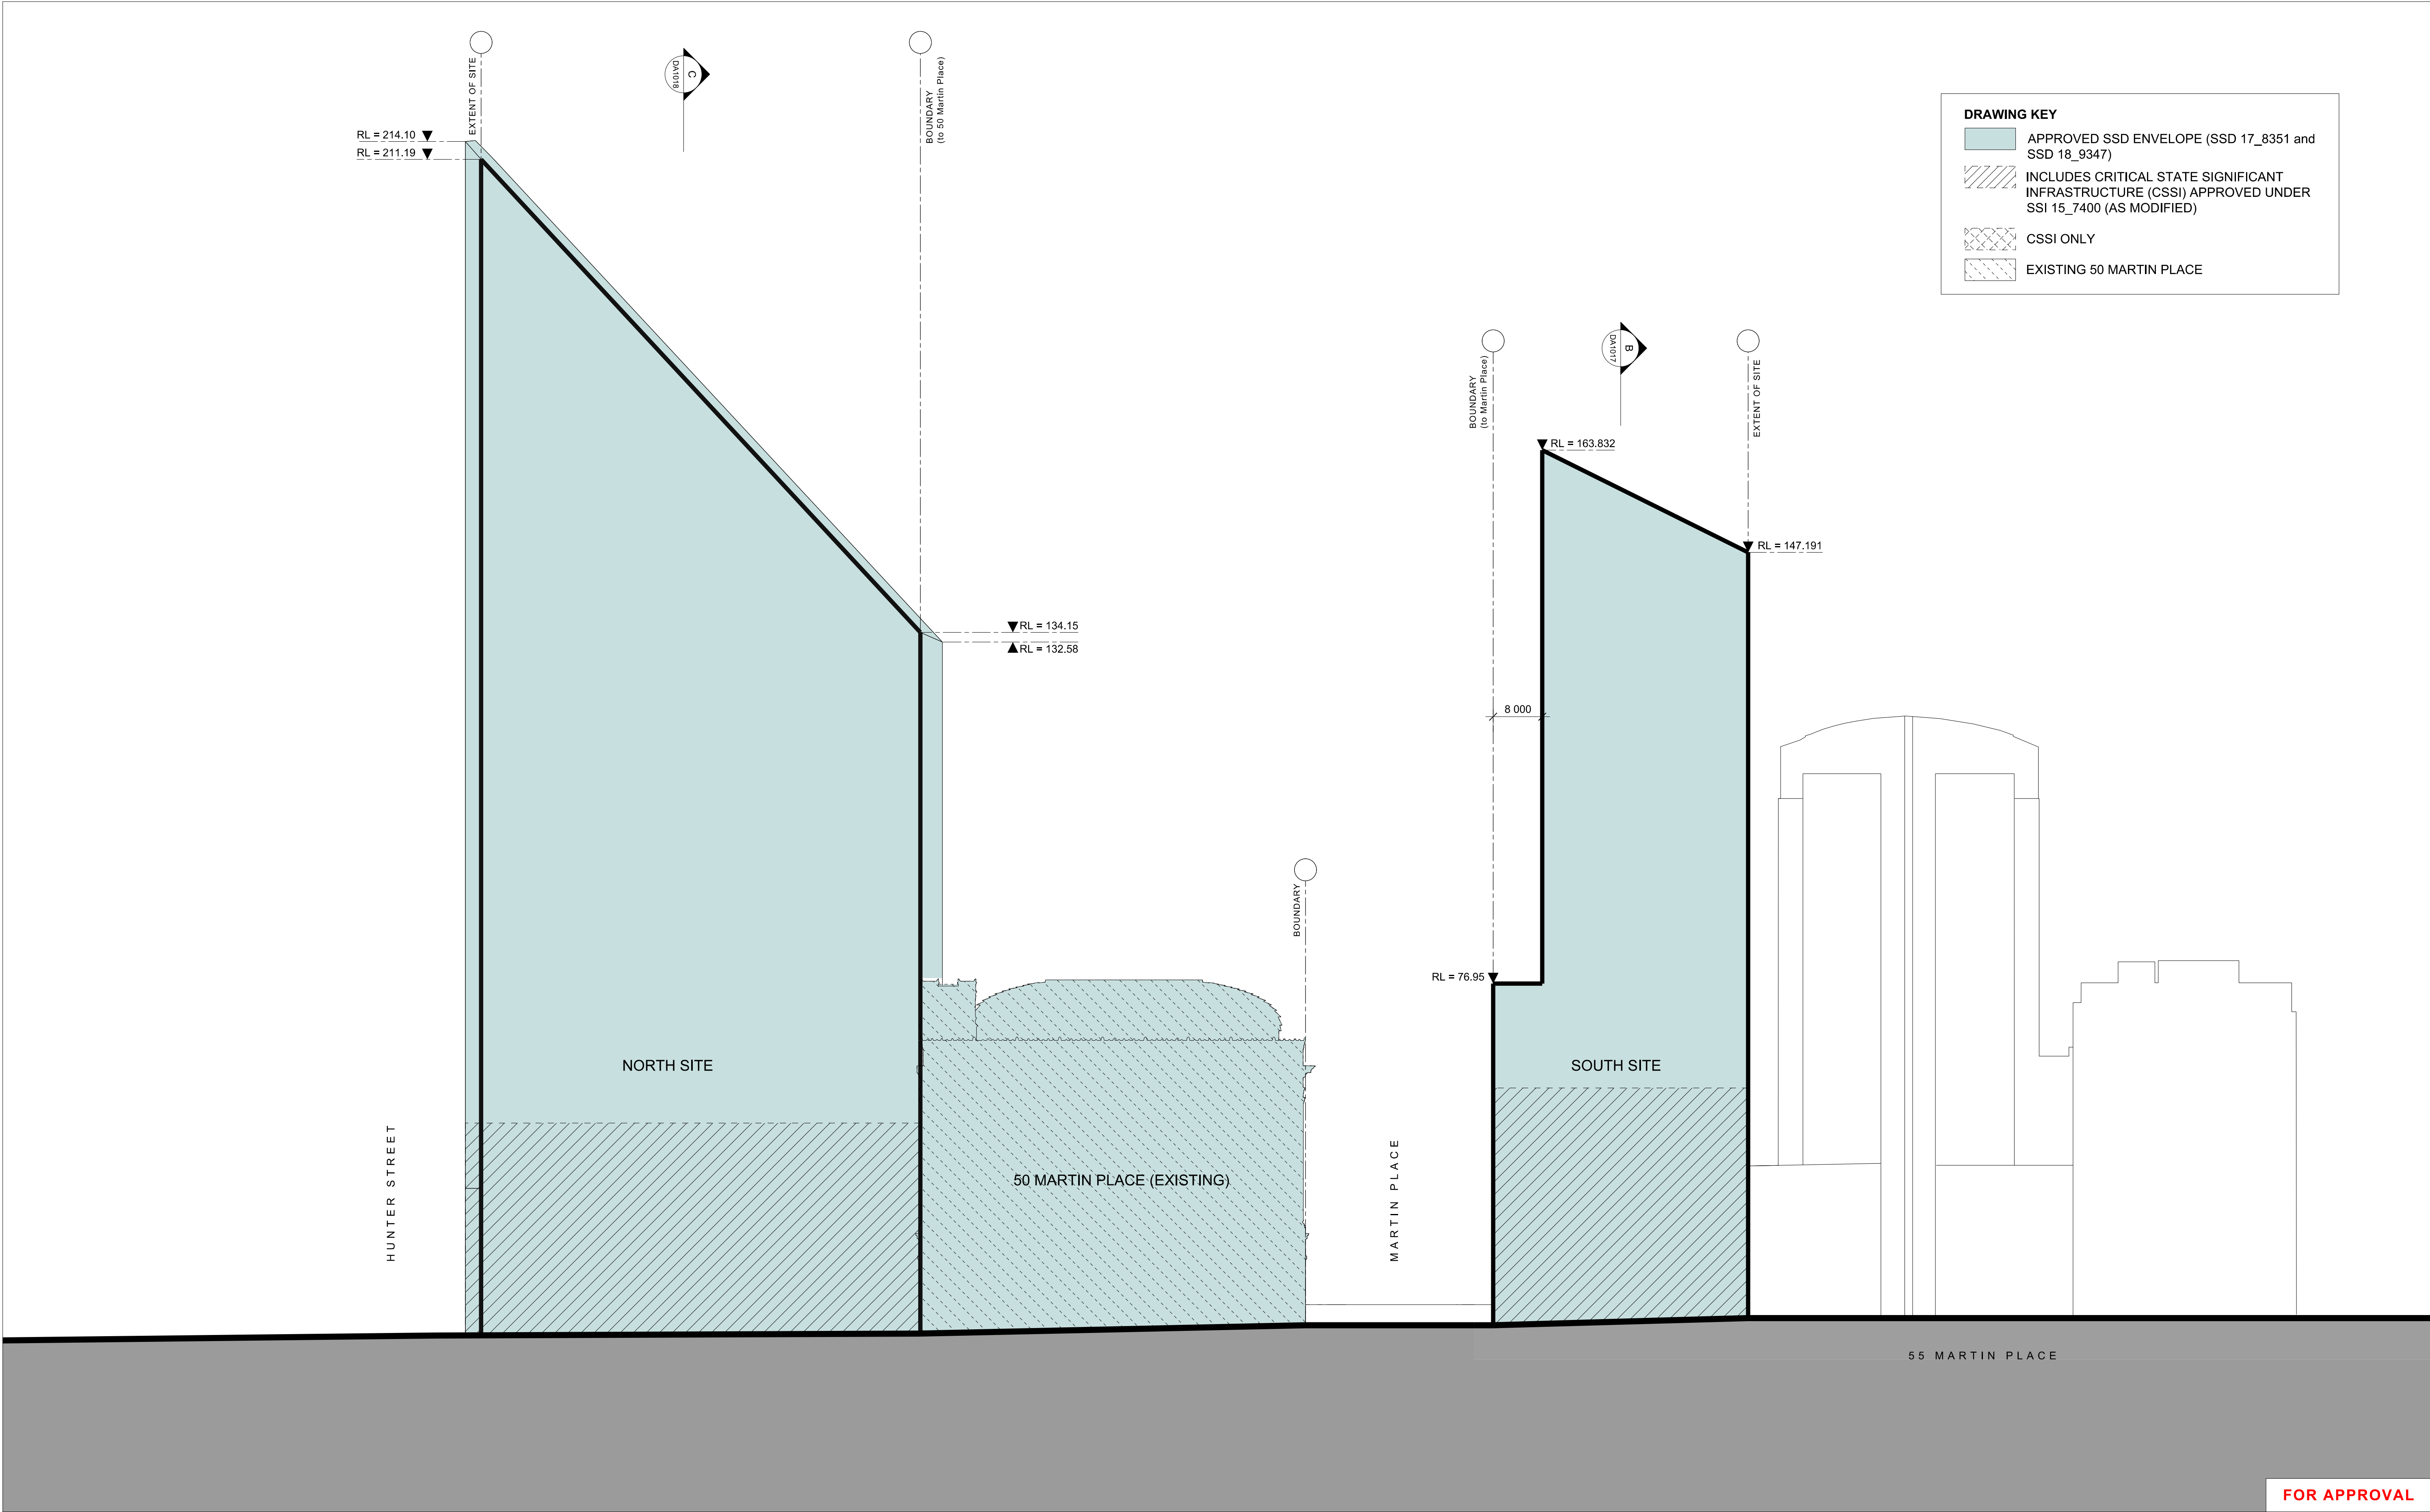 EXTENT OF SITE
C
DA1018
BOUNDARY
(to 50 Martin Place)
RL = 214.10
RL = 211.19
DRAWING KEY
APPROVED SSD ENVELOPE (SSD 17_8351 and
SSD 18_9347)
INCLUDES CRITICAL STATE SIGNIFICANT
INFRASTRUCTURE (CSSI) APPROVED UNDER
SSI 15_7400 (AS MODIFIED)
CSSI ONLY
EXISTING 50 MARTIN PLACE
BOUNDARY
(to Martin Place)
B
DA1017
EXTENT OF SITE
RL = 163.832
RL = 147.191
RL = 134.15
RL = 132.58
8 000
BOUNDARY
RL = 76.95
NORTH SITE
SOUTH SITE
HUNTER STREET
50 MARTIN PLACE (EXISTING)
MARTIN PLACE
55 MARTIN PLACE
FOR APPROVAL